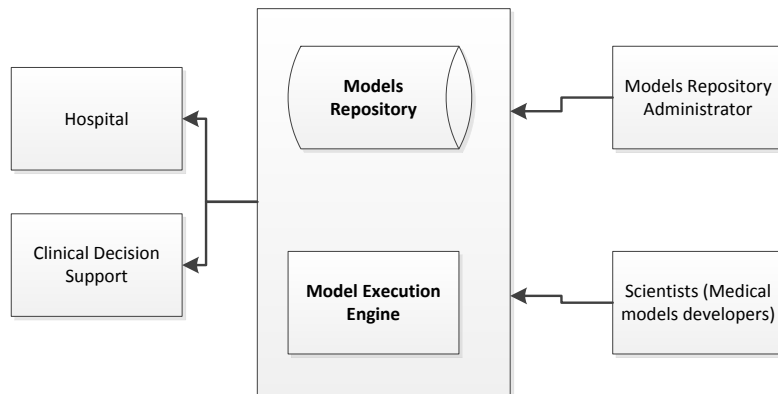 Hospital
Clinical Decision
Support
Models
Repository
Model Execution
Engine
Models Repository
Administrator
Scientists (Medical
models developers)